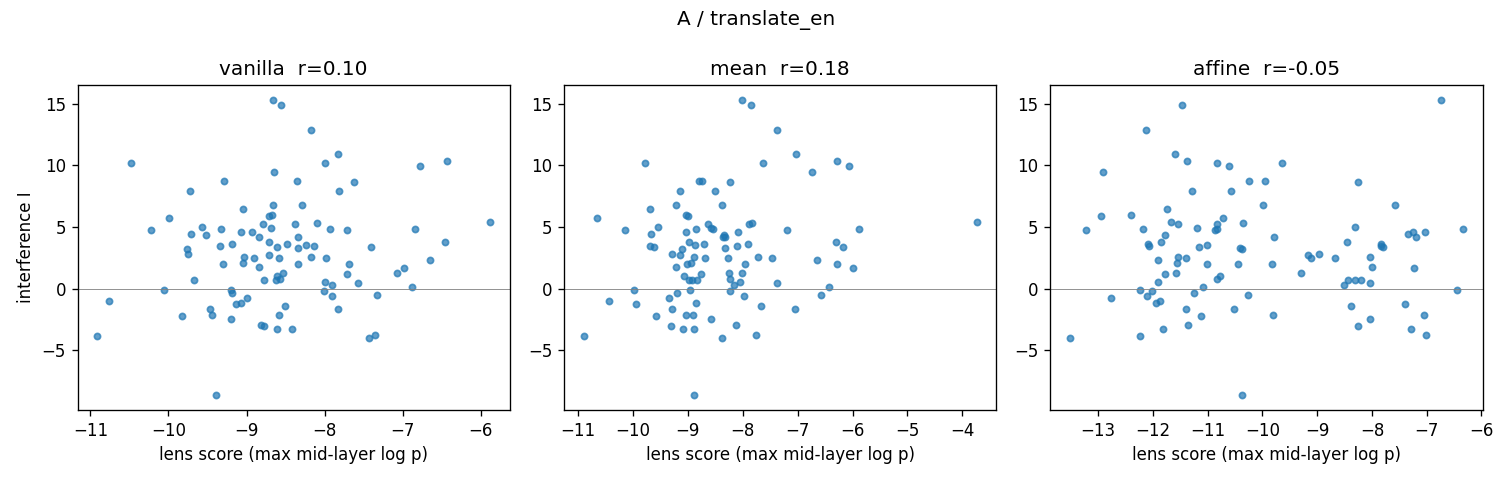 A / translate_en
vanilla r=0.10
mean r=0.18
affine r=-0.05
interference I
15
10
5
0
−5
−11 −10 −9 −8 −7 −6
lens score (max mid-layer log p)
15
10
5
0
−5
−11 −10 −9 −8 −7 −6 −5 −4
lens score (max mid-layer log p)
15
10
5
0
−5
−13 −12 −11 −10 −9 −8 −7 −6
lens score (max mid-layer log p)